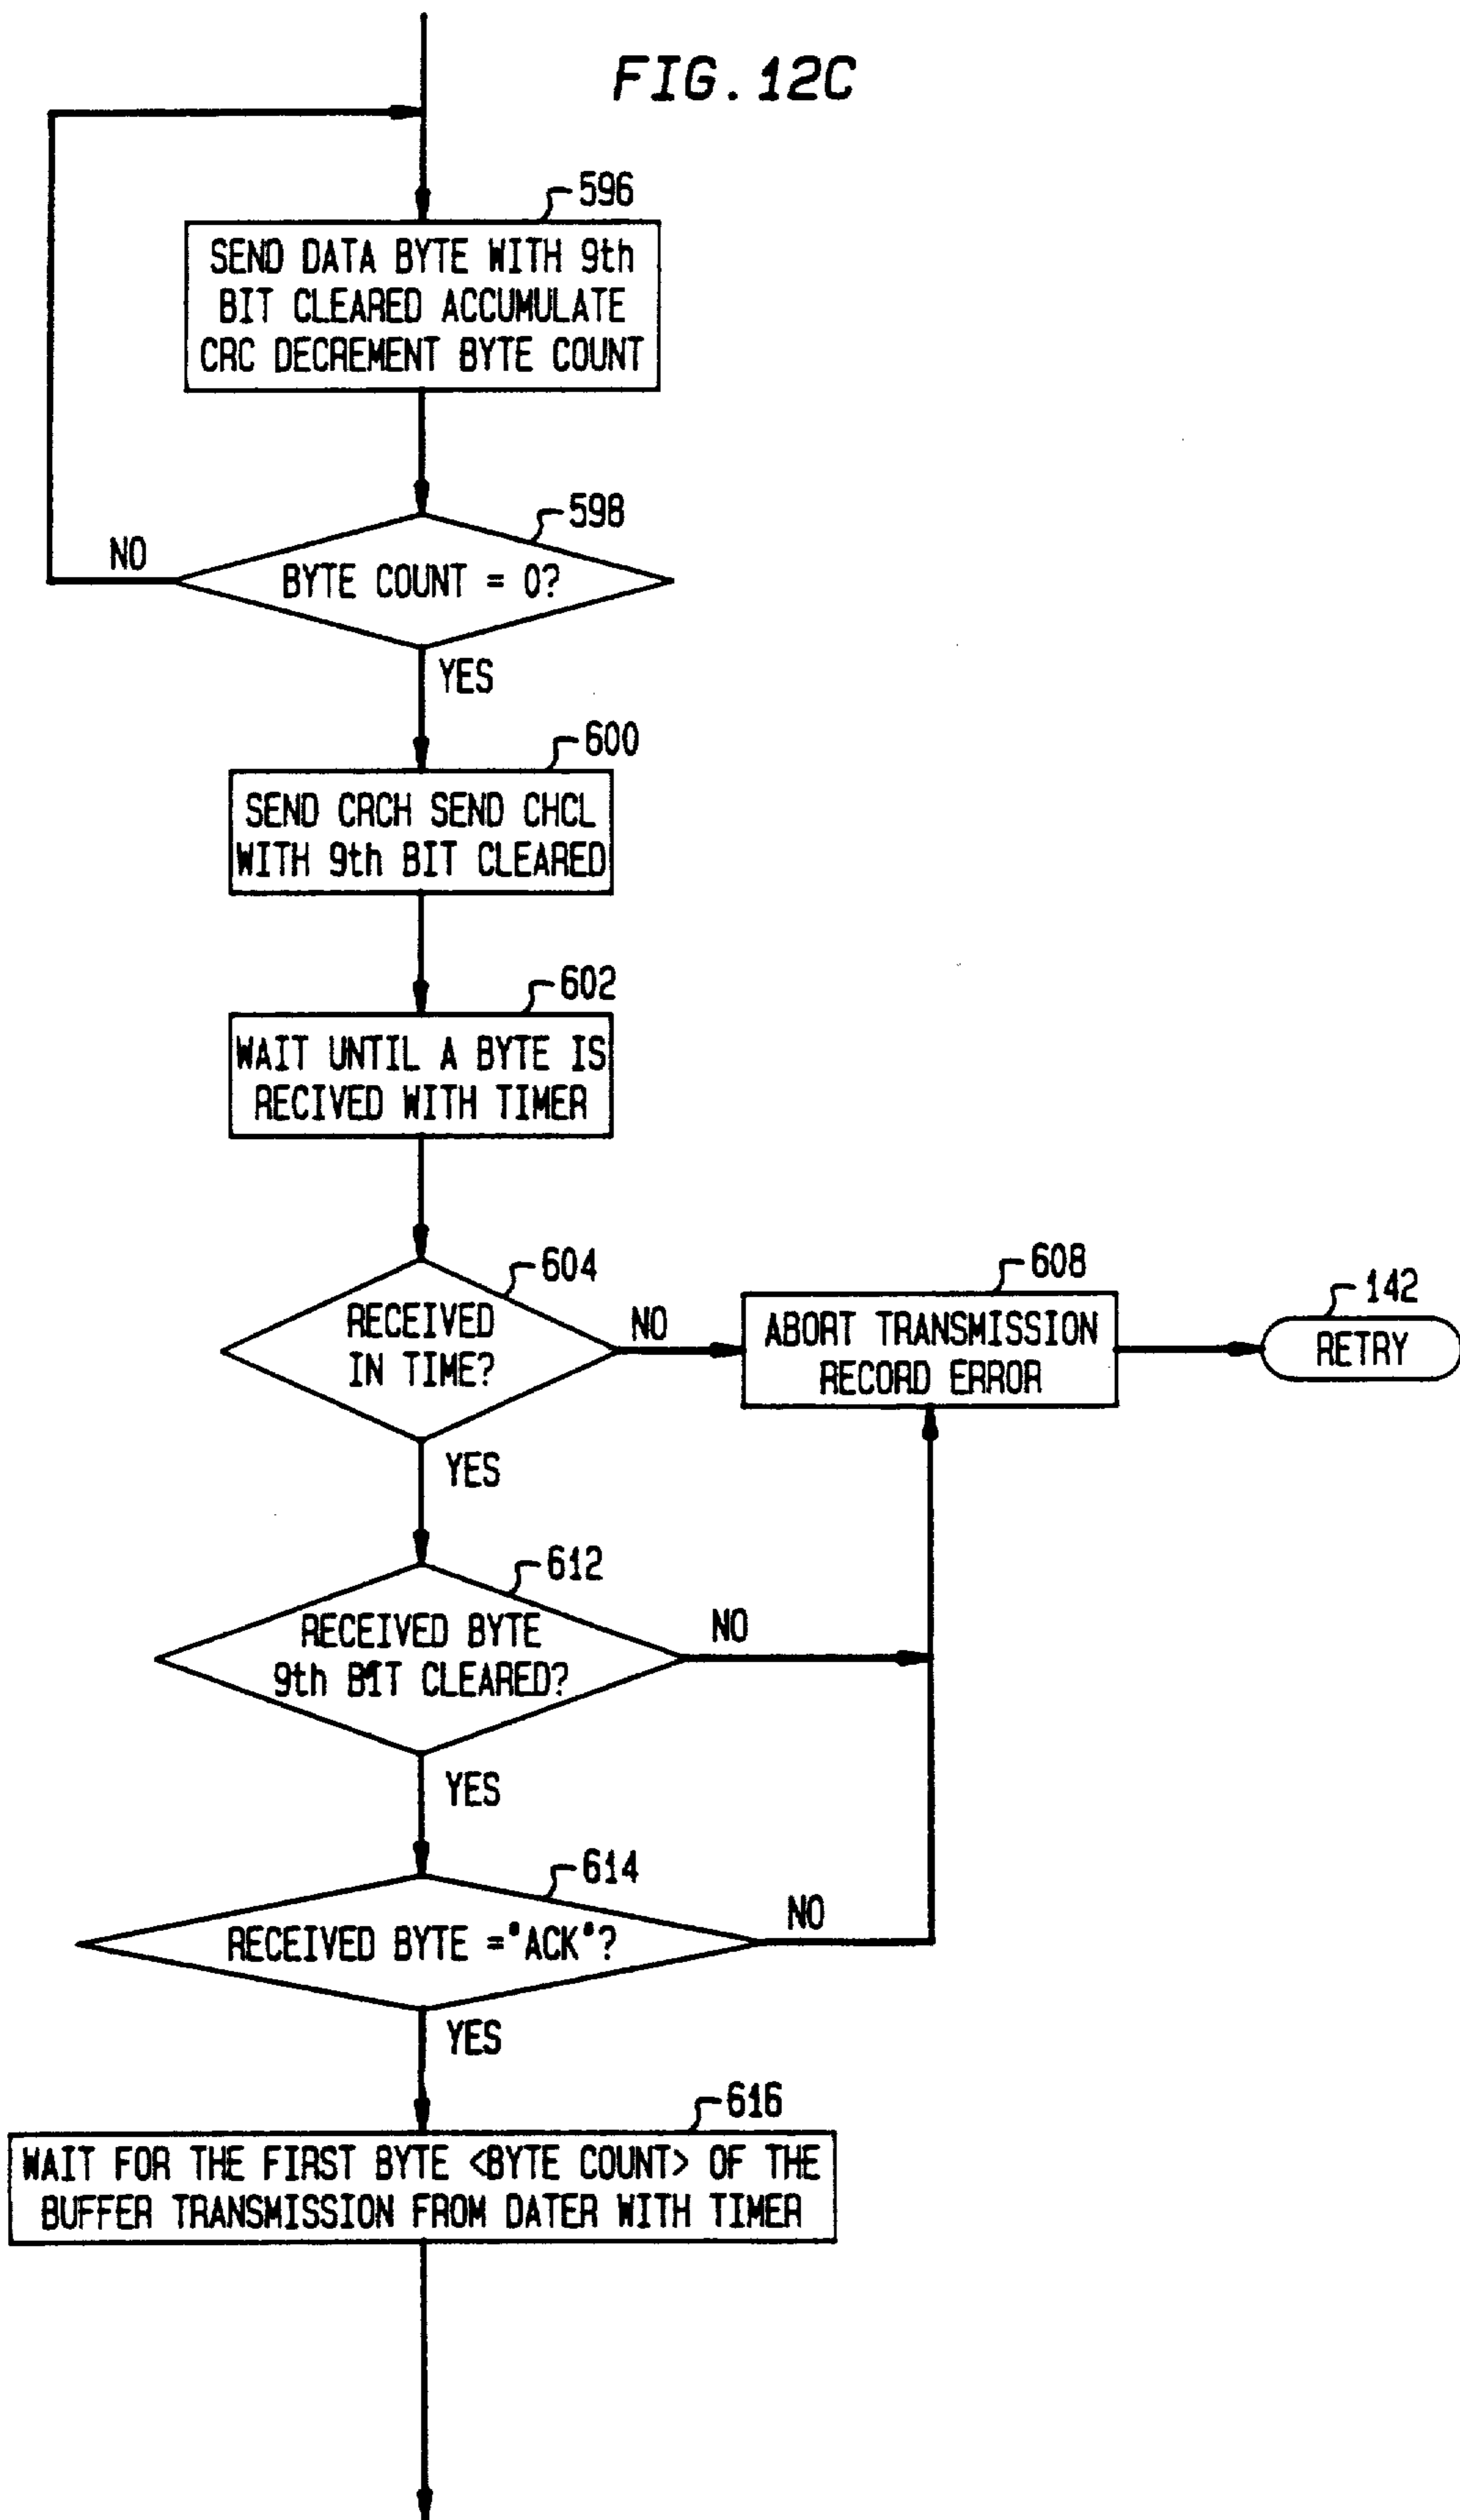 FIG. 12C
596
SEND DATA BYTE WITH 9th
BIT CLEARED ACCUMULATE
CRC DECREMENT BYTE COUNT
598
NO
BYTE COUNT = 0?
YES
600
SEND CRCH SEND CHCL
WITH 9th BIT CLEARED
602
WAIT UNTIL A BYTE IS
RECIVED WITH TIMER
604
RECEIVED
IN TIME?
NO
608
ABORT TRANSMISSION
RECORD ERROR
142
RETRY
YES
612
RECEIVED BYTE
9th BIT CLEARED?
NO
YES
614
RECEIVED BYTE ="ACK"?
NO
YES
616
WAIT FOR THE FIRST BYTE <BYTE COUNT> OF THE
BUFFER TRANSMISSION FROM DATER WITH TIMER